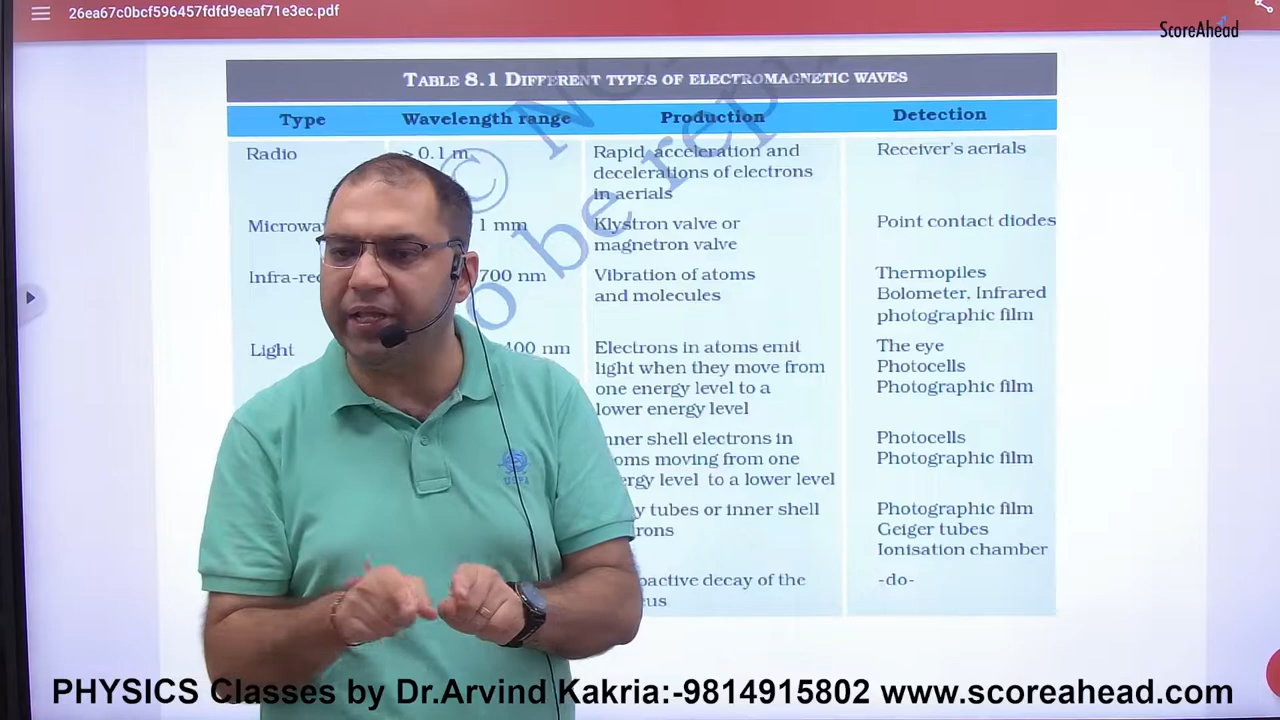 26ea67c0bcf596457fdfd9eeaf71e3ec.pdf
ScoreAhead
TABLE 8.1 DIFFERENT TYPES OF ELECTROMAGNETIC WAVES
Type Wavelength range Production Detection
Radio > 0.1 m Rapid acceleration and Receiver's aerials
decelerations of electrons
in aerials
1 mm Klystron valve or Point contact diodes
magnetron valve
700 nm Vibration of atoms Thermopiles
and molecules Bolometer, Infrared
photographic film
Light 400 nm Electrons in atoms emit The eye
light when they move from Photocells
one energy level to a Photographic film
lower energy level
electrons in Photocells
moving from one Photographic film
level to a lower level
tubes or inner shell Photographic film
Geiger tubes
Ionisation chamber
decay of the -do-
© be
PHYSICS Classes by Dr.Arvind Kakria:-9814915802 www.scoreahead.com